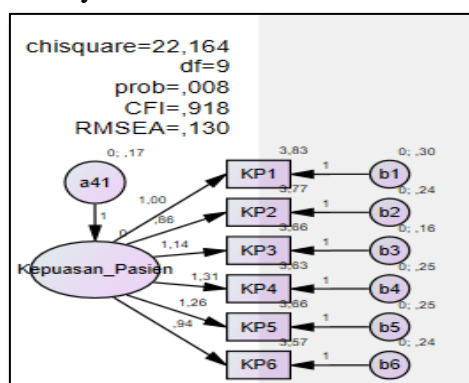 chisquare=22,164
df=9
prob=,008
CFI=,918
RMSEA=,130
0; ,17
a41
1
0
Kepuasan_Pasien
1,00
,86
1,14
1,31
1,26
,94
3,83
KP1
1
0; ,30
b1
3,77
KP2
1
0; ,24
b2
3,66
KP3
1
0; ,16
b3
3,63
KP4
1
0; ,25
b4
3,66
KP5
1
0; ,25
b5
3,57
KP6
1
0; ,24
b6